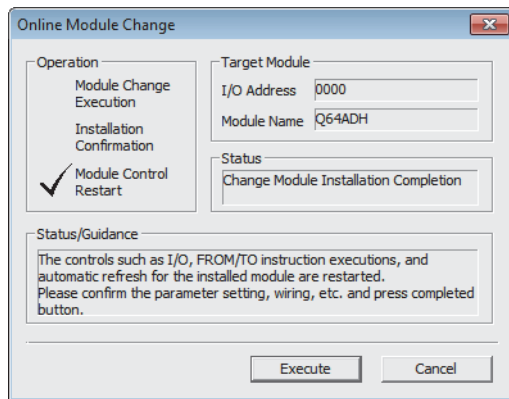 Online Module Change
Operation
Module Change
Execution
Installation
Confirmation
Module Control
Restart
Target Module
I/O Address
0000
Module Name
Q64ADH
Status
Change Module Installation Completion
Status/Guidance
The controls such as I/O, FROM/TO instruction executions, and
automatic refresh for the installed module are restarted.
Please confirm the parameter setting, wiring, etc. and press completed
button.
Execute
Cancel